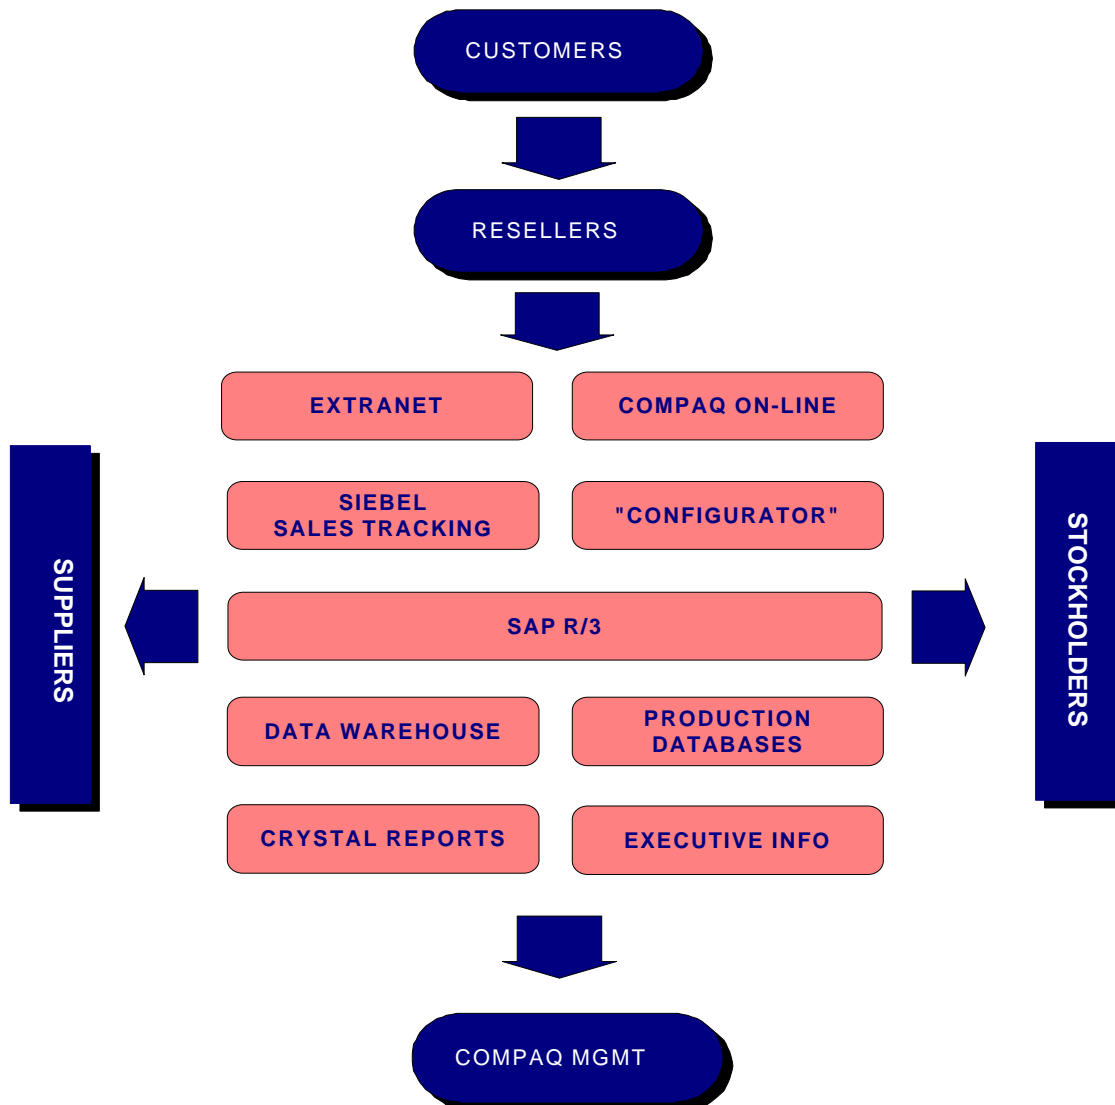 CUSTOMERS
RESELLERS
EXTRANET
COMPAQ ON-LINE
SIEBEL
SALES TRACKING
"CONFIGURATOR"
SUPPLIERS
SAP R/3
STOCKHOLDERS
DATA WAREHOUSE
PRODUCTION
DATABASES
CRYSTAL REPORTS
EXECUTIVE INFO
COMPAQ MGMT